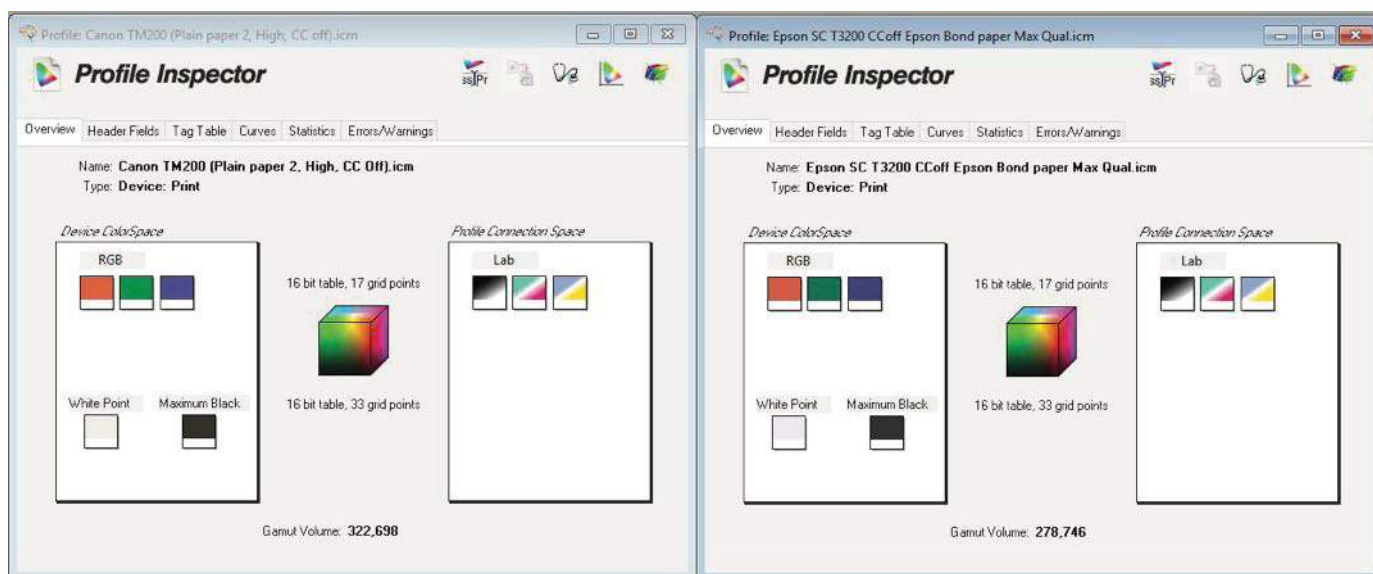 Profile: Canon TM200 (Plain paper 2, High, CC off).icm
Profile Inspector
Overview Header Fields Tag Table Curves Statistics Errors/Warnings
Name: Canon TM200 (Plain paper 2, High, CC Off).icm
Type: Device: Print
Device ColorSpace
Profile Connection Space
RGB
Lab
16 bit table, 17 grid points
White Point
Maximum Black
16 bit table, 33 grid points
Gamut Volume: 322,698
Profile: Epson SC T3200 CCoff Epson Bond paper Max Qual.icm
Profile Inspector
Overview Header Fields Tag Table Curves Statistics Errors/Warnings
Name: Epson SC T3200 CCoff Epson Bond paper Max Qual.icm
Type: Device: Print
Device ColorSpace
Profile Connection Space
RGB
Lab
16 bit table, 17 grid points
White Point
Maximum Black
16 bit table, 33 grid points
Gamut Volume: 278,746